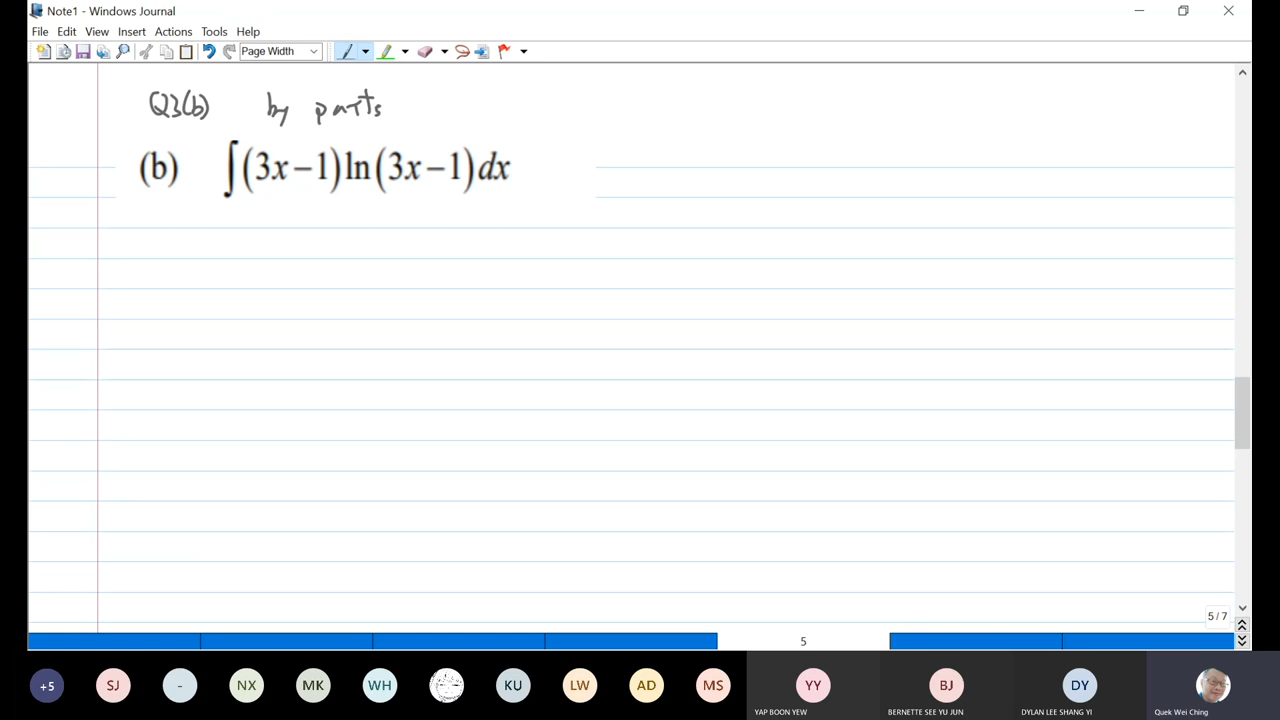 Note1 - Windows Journal
File Edit View Insert Actions Tools Help
Page Width
Q3(b) by parts
(b) ∫(3x−1)ln(3x−1)dx
5 / 7
5
+5 SJ - NX MK WH KU LW AD MS YY BJ DY
YAP BOON YEW BERNETTE SEE YU JUN DYLAN LEE SHANG YI Quek Wei Ching